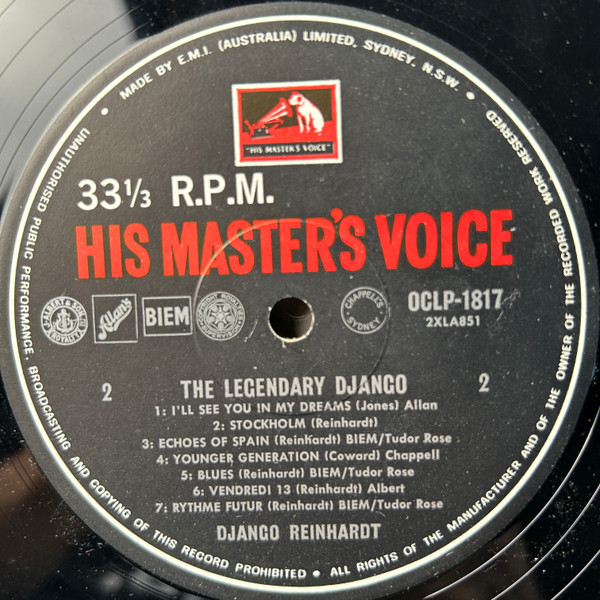 MADE BY E.M.I. (AUSTRALIA) LIMITED, SYDNEY, N.S.W. •
"HIS MASTER'S VOICE"
33⅓ R.P.M.
HIS MASTER'S VOICE
Allan's
BIEM
CHAPPELL'S
SYDNEY
OCLP-1817
2XLA851
2 THE LEGENDARY DJANGO 2
1: I'LL SEE YOU IN MY DREAMS (Jones) Allan
2: STOCKHOLM (Reinhardt)
3: ECHOES OF SPAIN (Reinhardt) BIEM/Tudor Rose
4: YOUNGER GENERATION (Coward) Chappell
5: BLUES (Reinhardt) BIEM/Tudor Rose
6: VENDREDI 13 (Reinhardt) Albert
7: RYTHME FUTUR (Reinhardt) BIEM/Tudor Rose
DJANGO REINHARDT
UNAUTHORISED PUBLIC PERFORMANCE, BROADCASTING AND COPYING OF THIS RECORD PROHIBITED • ALL RIGHTS OF THE MANUFACTURER AND OF THE OWNER OF THE RECORDED WORK RESERVED •